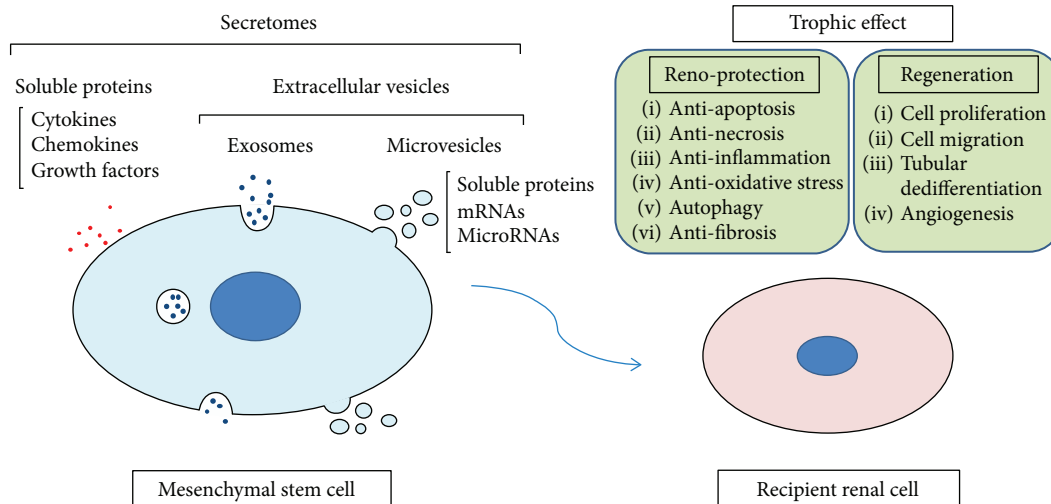 Secretomes
Soluble proteins
Cytokines
Chemokines
Growth factors
Extracellular vesicles
Exosomes
Microvesicles
Soluble proteins
mRNAs
MicroRNAs
Mesenchymal stem cell
Trophic effect
Reno-protection
(i) Anti-apoptosis
(ii) Anti-necrosis
(iii) Anti-inflammation
(iv) Anti-oxidative stress
(v) Autophagy
(vi) Anti-fibrosis
Regeneration
(i) Cell proliferation
(ii) Cell migration
(iii) Tubular
dedifferentiation
(iv) Angiogenesis
Recipient renal cell